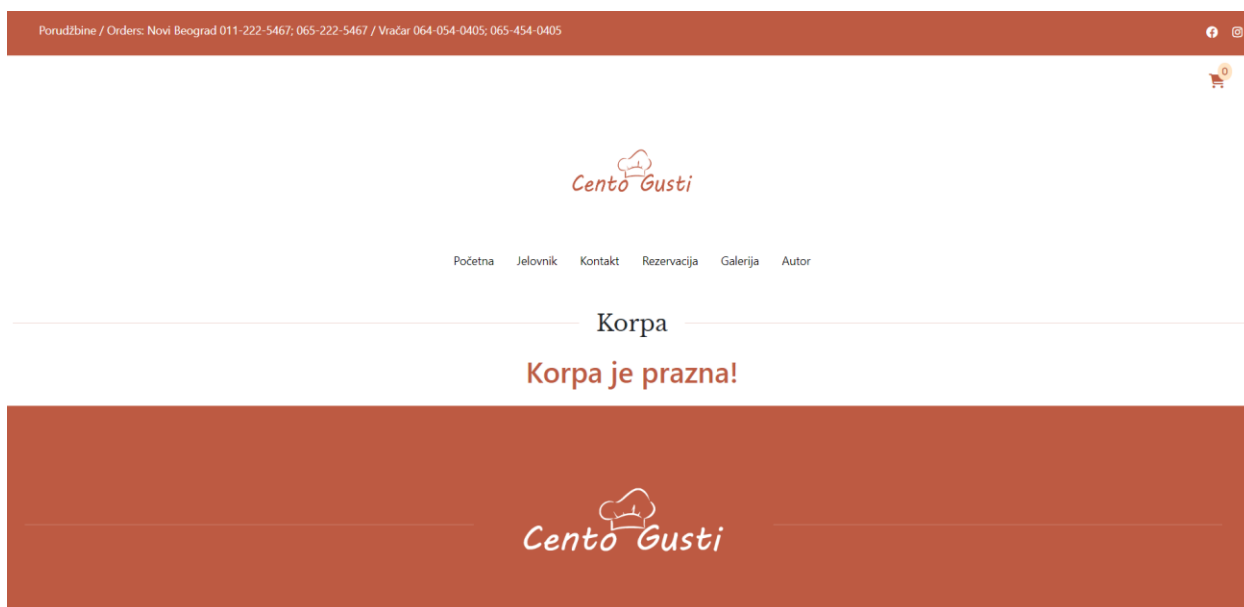 Porudžbine / Orders: Novi Beograd 011-222-5467; 065-222-5467 / Vračar 064-054-0405; 065-454-0405
0
Cento Gusti
Početna Jelovnik Kontakt Rezervacija Galerija Autor
Korpa
Korpa je prazna!
Cento Gusti